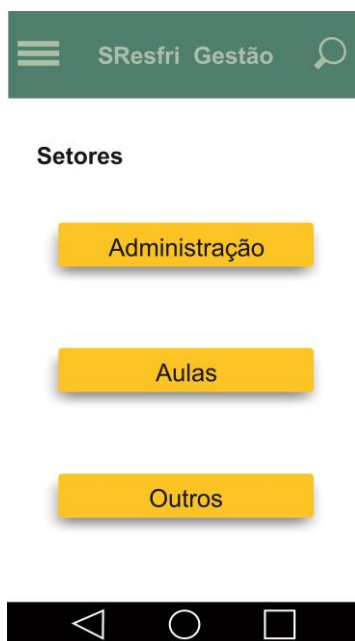 SResfri Gestão
Setores
Administração
Aulas
Outros